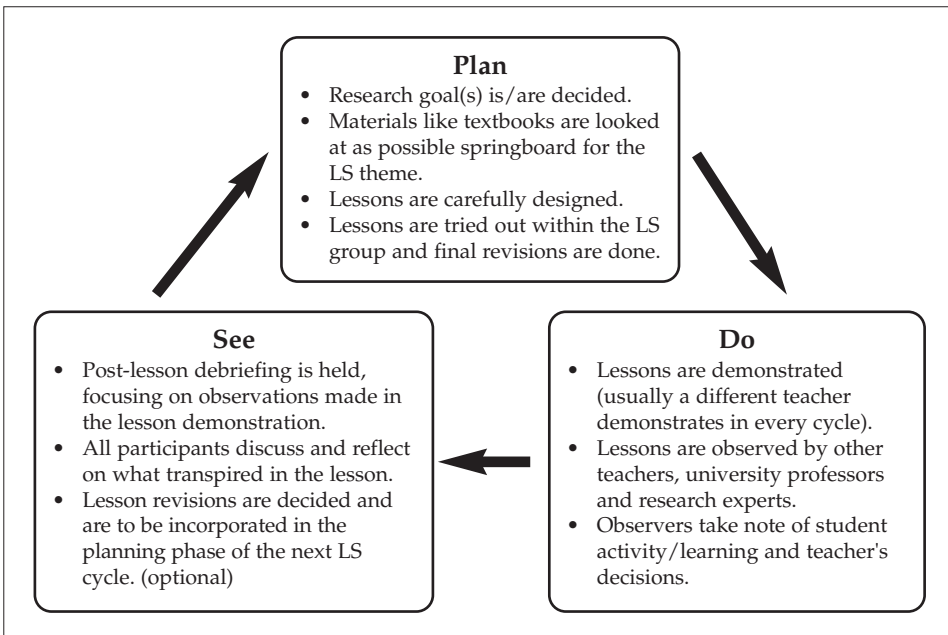 Plan
• Research goal(s) is/are decided.
• Materials like textbooks are looked
at as possible springboard for the
LS theme.
• Lessons are carefully designed.
• Lessons are tried out within the LS
group and final revisions are done.
See
• Post-lesson debriefing is held,
focusing on observations made in
the lesson demonstration.
• All participants discuss and reflect
on what transpired in the lesson.
• Lesson revisions are decided and
are to be incorporated in the
planning phase of the next LS
cycle. (optional)
Do
• Lessons are demonstrated
(usually a different teacher
demonstrates in every cycle).
• Lessons are observed by other
teachers, university professors
and research experts.
• Observers take note of student
activity/learning and teacher's
decisions.